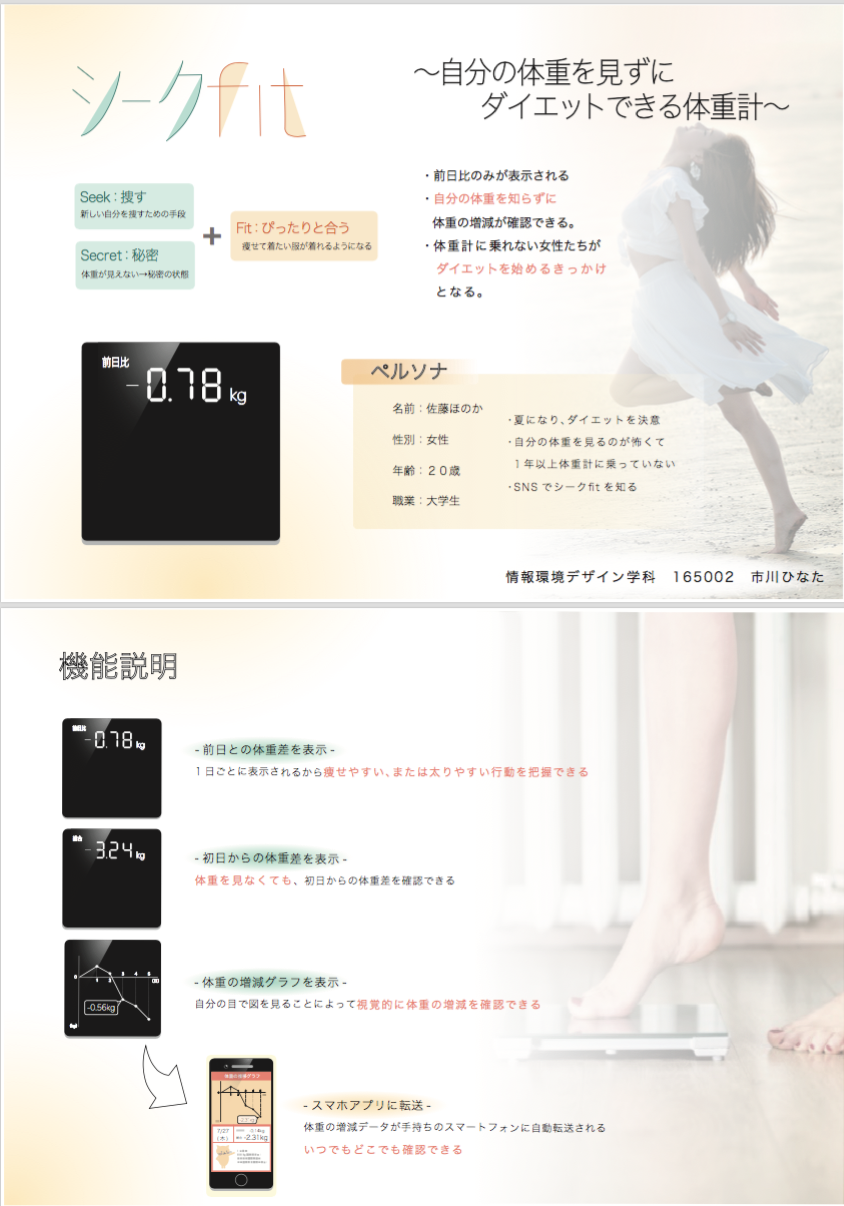 シークfit
～自分の体重を見ずに
ダイエットできる体重計～
Seek：捜す
新しい自分を捜すための手段
Secret：秘密
体重が見えない→秘密の状態
+
Fit：ぴったりと合う
痩せて着たい服が着れるようになる
・前日比のみが表示される
・自分の体重を知らずに
体重の増減が確認できる。
・体重計に乗れない女性たちが
ダイエットを始めるきっかけ
となる。
前日比
-0.78 kg
ペルソナ
名前：佐藤ほのか
性別：女性
年齢：２０歳
職業：大学生
・夏になり、ダイエットを決意
・自分の体重を見るのが怖くて
１年以上体重計に乗っていない
・SNS でシークfit を知る
情報環境デザイン学科　165002　市川ひなた
機能説明
前日比
-0.78 kg
- 前日との体重差を表示 -
１日ごとに表示されるから痩せやすい、または太りやすい行動を把握できる
-3.24 kg
- 初日からの体重差を表示 -
体重を見なくても、初日からの体重差を確認できる
0 1 2 3 4 5
-0.56kg
- 体重の増減グラフを表示 -
自分の目で図を見ることによって視覚的に体重の増減を確認できる
7/27
(木)
-2.31kg
- スマホアプリに転送 -
体重の増減データが手持ちのスマートフォンに自動転送される
いつでもどこでも確認できる